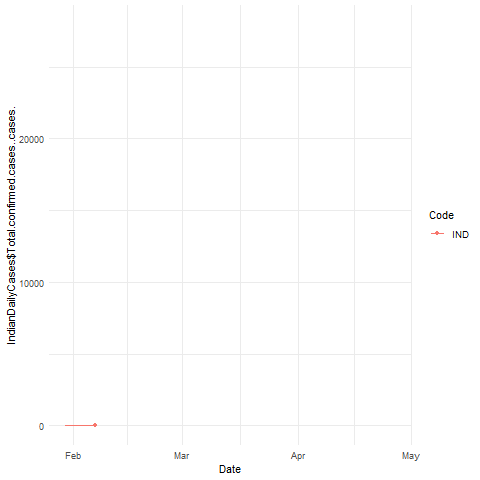 IndianDailyCases$Total.confirmed.cases..cases.
20000
10000
0
Feb
Mar
Apr
May
Date
Code
IND